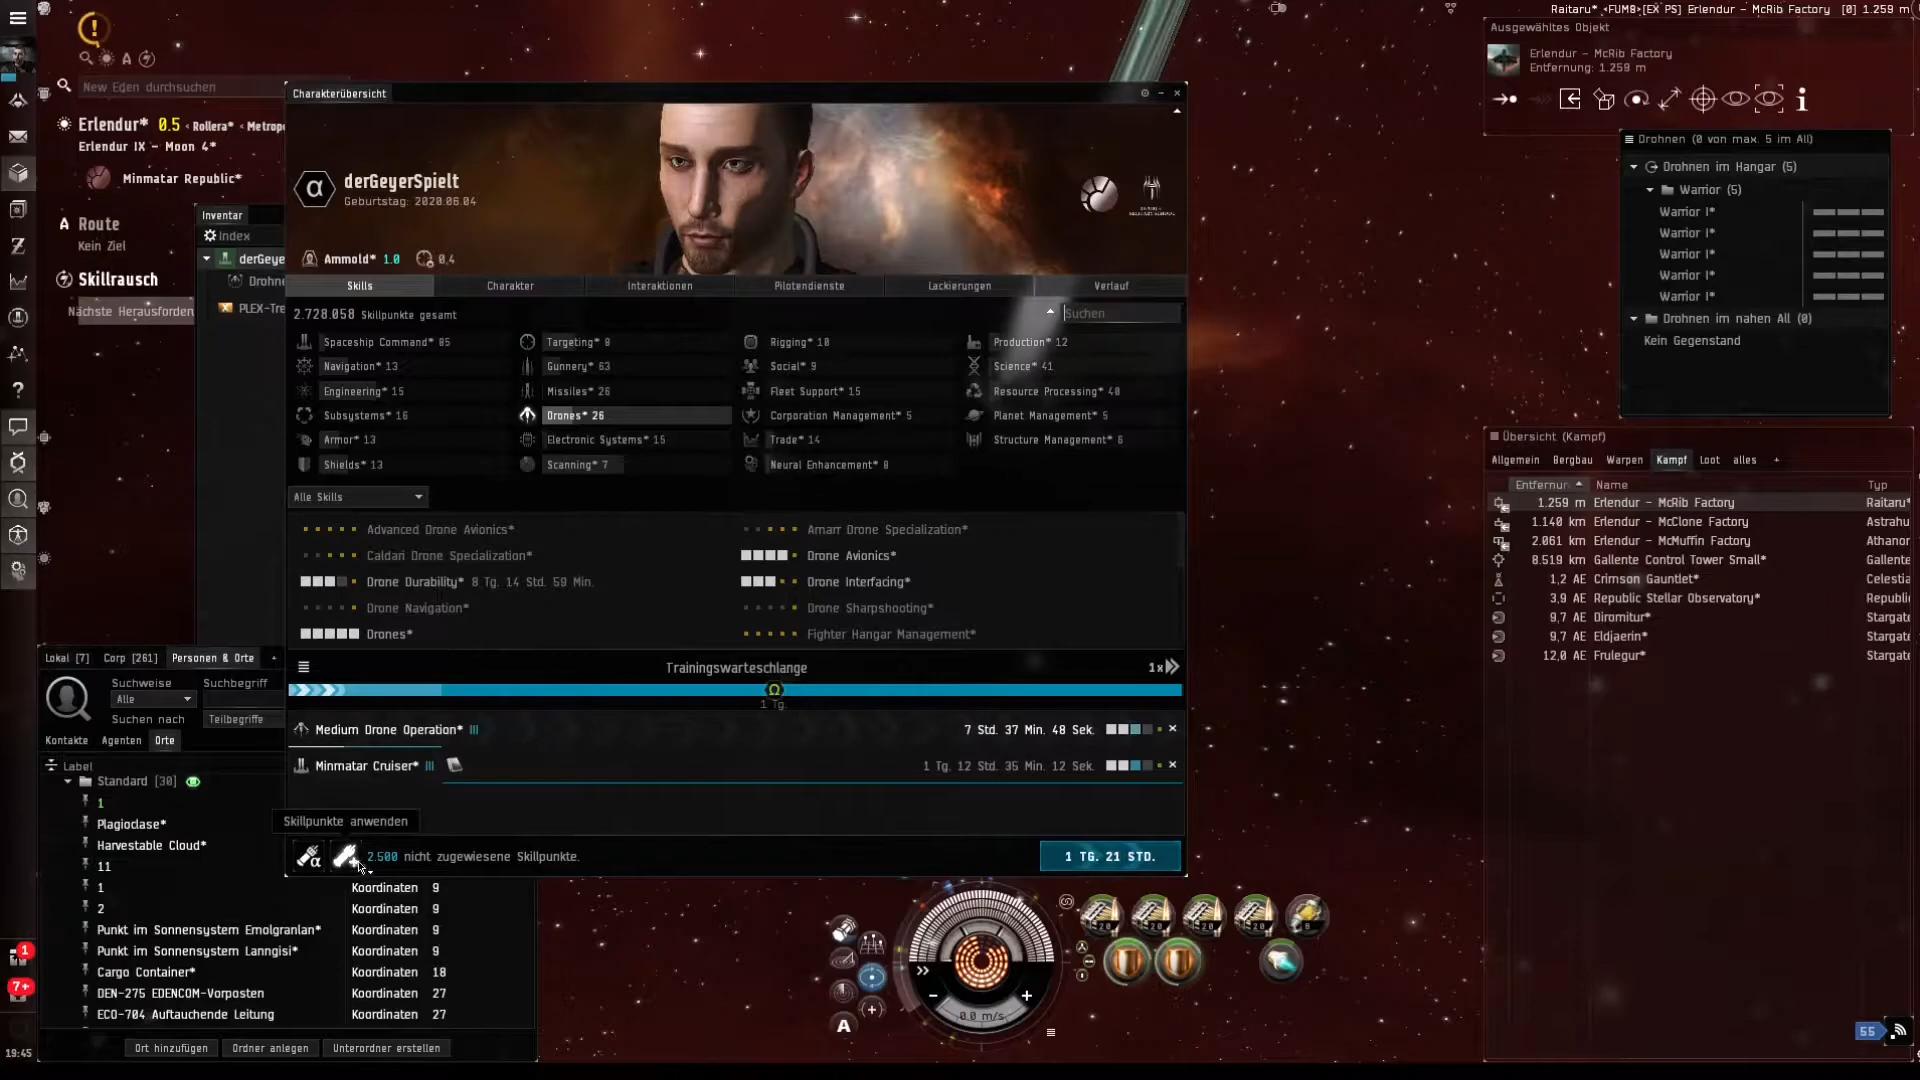 Raitaru* <FUM8>[EX PS] Erlendur - McRib Factory [0] 1.259 m
Ausgewähltes Objekt
Erlendur - McRib Factory
Entfernung: 1.259 m
A
New Eden durchsuchen
Erlendur* 0.5 < Rollera* < Metropo
Erlendur IX - Moon 4*
Minmatar Republic*
A Route
Kein Ziel
Skillrausch
Nächste Herausforden
Inventar
Index
derGeye
Drohne
PLEX-Tre
Charakterübersicht
α
derGeyerSpielt
Geburtstag: 2020.06.04
Ammold* 1.0 0,4
Skills Charakter Interaktionen Pilotendienste Lackierungen Verlauf
2.728.058 Skillpunkte gesamt
Suchen
Spaceship Command* 85 Targeting* 8 Rigging* 10 Production* 12
Navigation* 13 Gunnery* 63 Social* 9 Science* 41
Engineering* 15 Missiles* 26 Fleet Support* 15 Resource Processing* 40
Subsystems* 16 Drones* 26 Corporation Management* 5 Planet Management* 5
Armor* 13 Electronic Systems* 15 Trade* 14 Structure Management* 6
Shields* 13 Scanning* 7 Neural Enhancement* 8
Alle Skills
Advanced Drone Avionics* Amarr Drone Specialization*
Caldari Drone Specialization* Drone Avionics*
Drone Durability* 8 Tg. 14 Std. 59 Min. Drone Interfacing*
Drone Navigation* Drone Sharpshooting*
Drones* Fighter Hangar Management*
Trainingswarteschlange 1x
Ω
1 Tg.
Medium Drone Operation* III 7 Std. 37 Min. 48 Sek.
Minmatar Cruiser* III 1 Tg. 12 Std. 35 Min. 12 Sek.
Skillpunkte anwenden
α 2.500 nicht zugewiesene Skillpunkte.
1 TG. 21 STD.
Drohnen (0 von max. 5 im All)
Drohnen im Hangar (5)
Warrior (5)
Warrior I*
Warrior I*
Warrior I*
Warrior I*
Warrior I*
Drohnen im nahen All (0)
Kein Gegenstand
Übersicht (Kampf)
Allgemein Bergbau Warpen Kampf Loot alles +
Entfernun Name Typ
1.259 m Erlendur - McRib Factory Raitaru*
1.140 km Erlendur - McClone Factory Astrahu
2.061 km Erlendur - McMuffin Factory Athanor
8.519 km Gallente Control Tower Small* Gallente
1,2 AE Crimson Gauntlet* Celestia
3,9 AE Republic Stellar Observatory* Republi
9,7 AE Diromitur* Stargate
9,7 AE Eldjaerin* Stargate
12,0 AE Frulegur* Stargate
Lokal [7] Corp [261] Personen & Orte +
Suchweise Suchbegriff
Alle
Suchen nach Teilbegriffe
Kontakte Agenten Orte
Label
Standard [30]
1
Plagioclase*
Harvestable Cloud*
11
1 Koordinaten 9
2 Koordinaten 9
Punkt im Sonnensystem Emolgranlan* Koordinaten 9
Punkt im Sonnensystem Lanngisi* Koordinaten 9
Cargo Container* Koordinaten 18
DEN-275 EDENCOM-Vorposten Koordinaten 27
ECO-704 Auftauchende Leitung Koordinaten 27
Ort hinzufügen Ordner anlegen Unterordner erstellen
1
7+
19:45
20 20 20 20 8
0.0 m/s
A
55